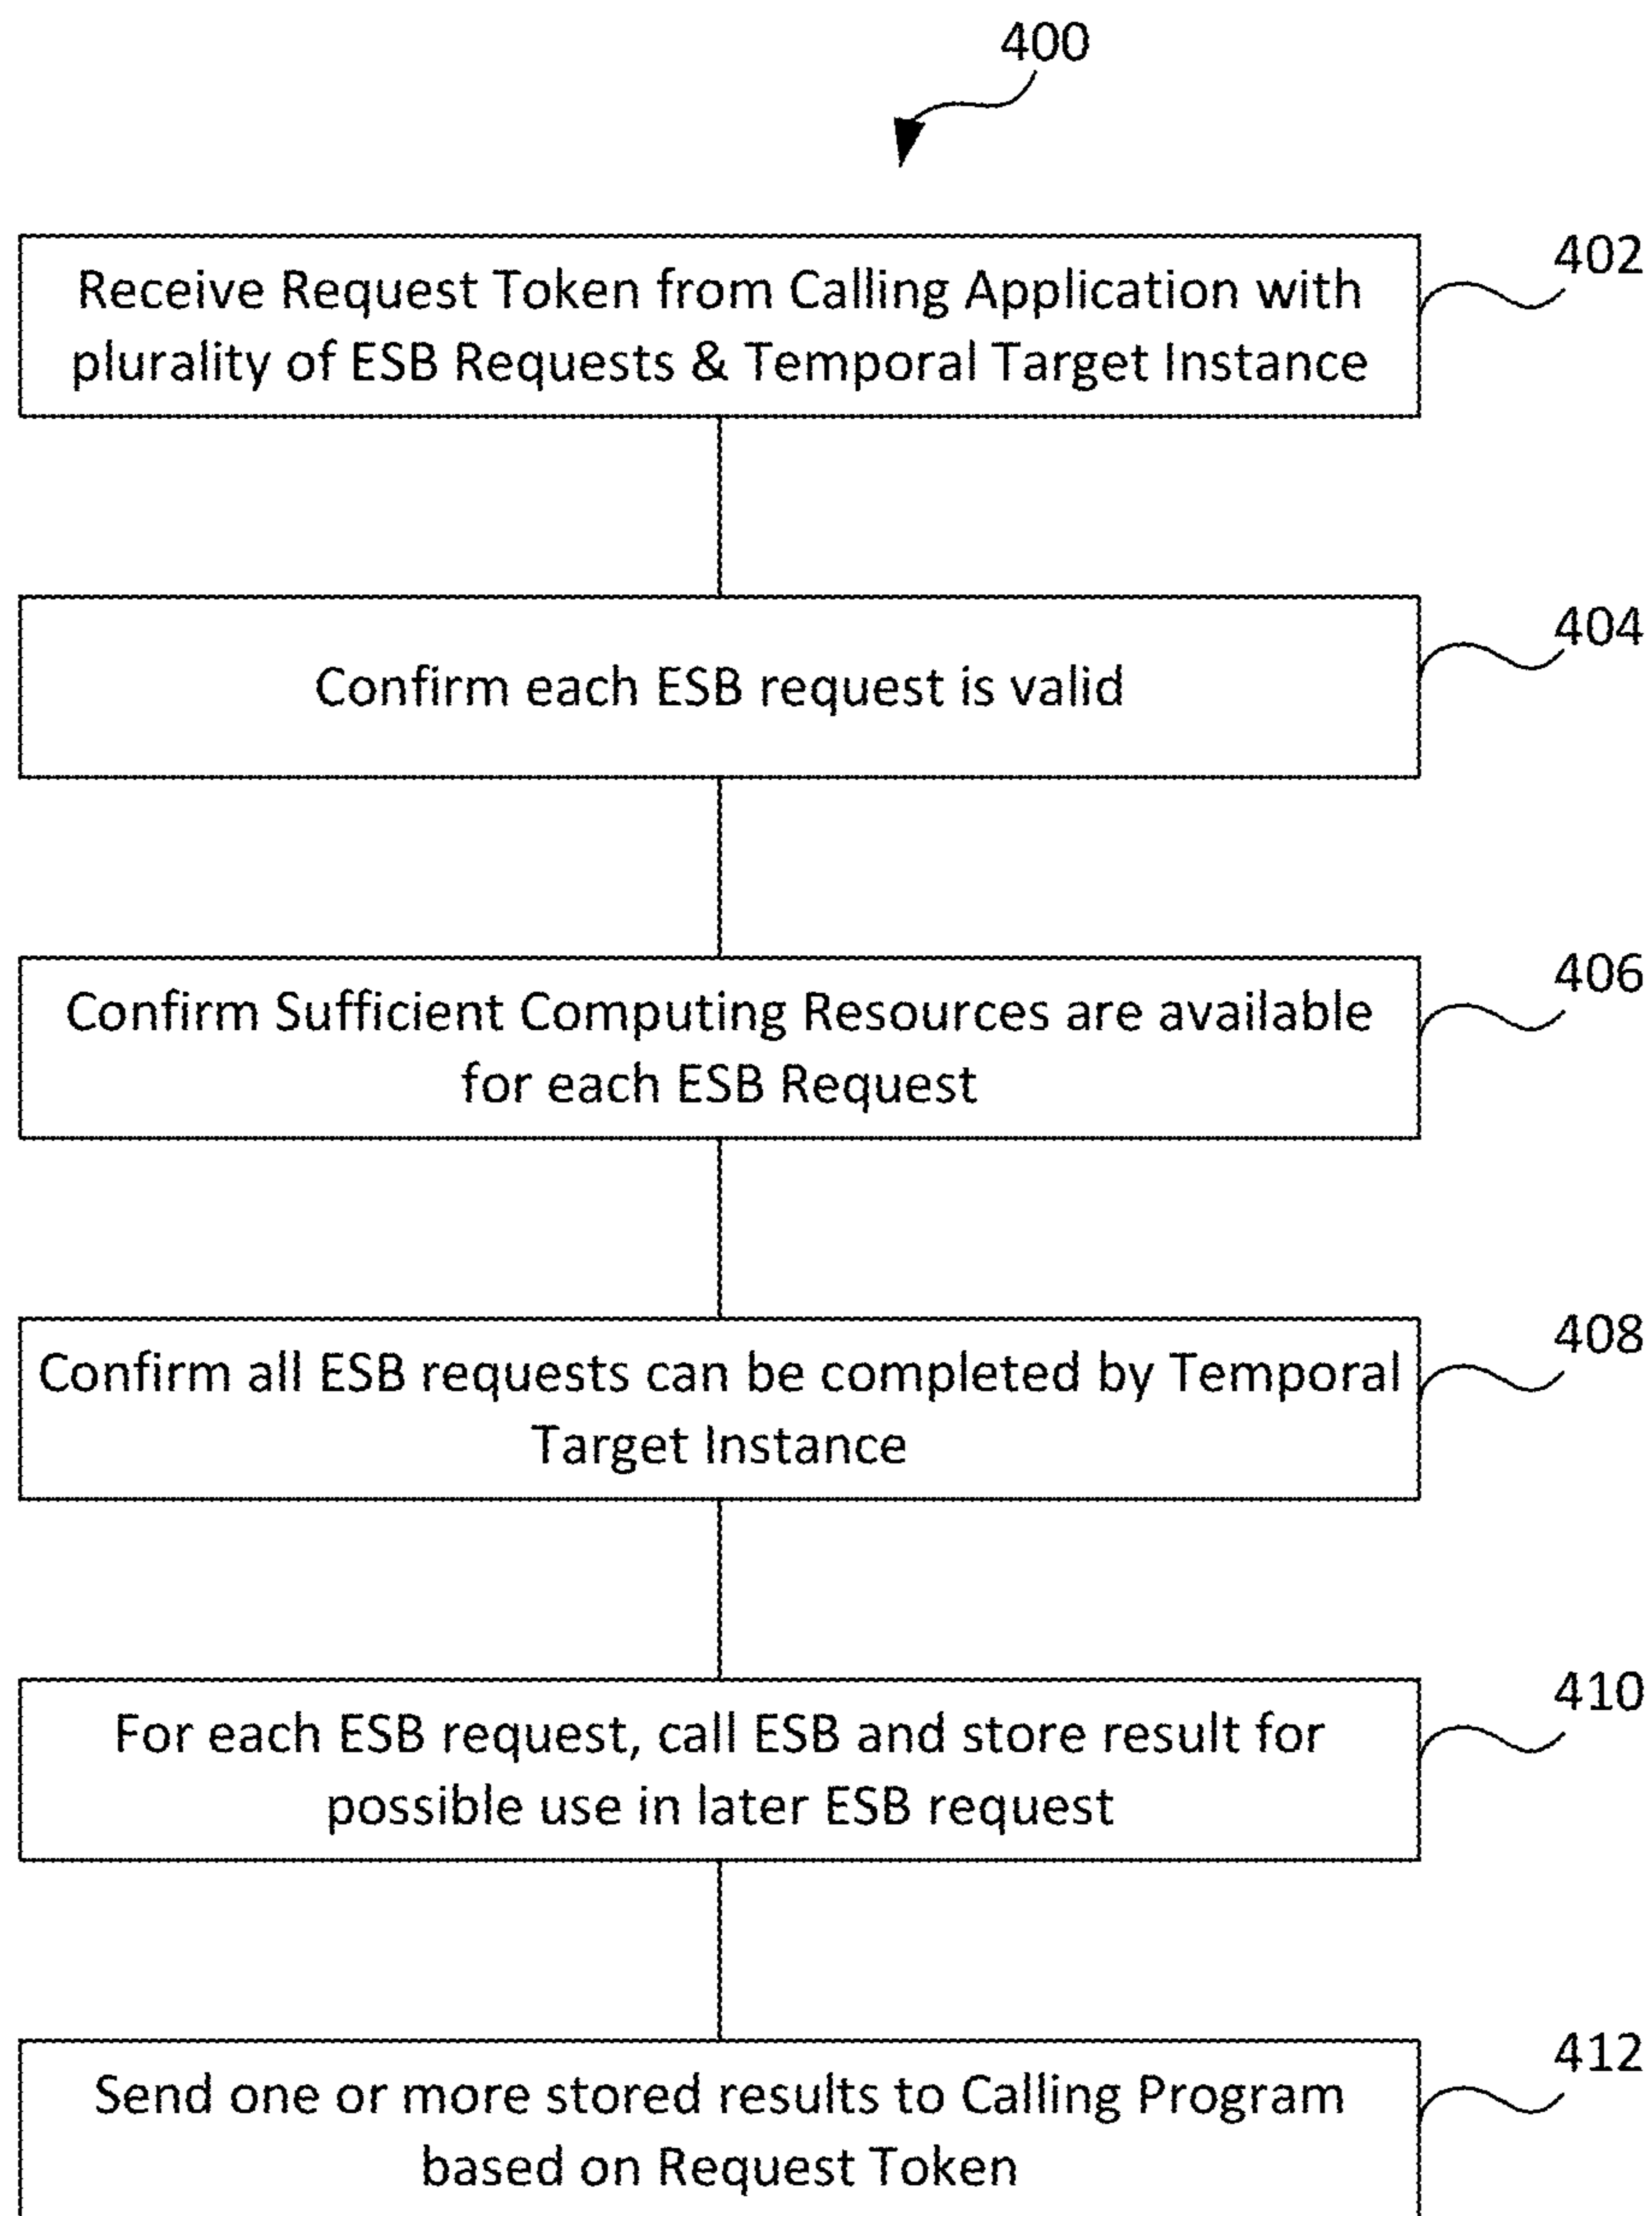 400
Receive Request Token from Calling Application with
plurality of ESB Requests & Temporal Target Instance
402
Confirm each ESB request is valid
404
Confirm Sufficient Computing Resources are available
for each ESB Request
406
Confirm all ESB requests can be completed by Temporal
Target Instance
408
For each ESB request, call ESB and store result for
possible use in later ESB request
410
Send one or more stored results to Calling Program
based on Request Token
412